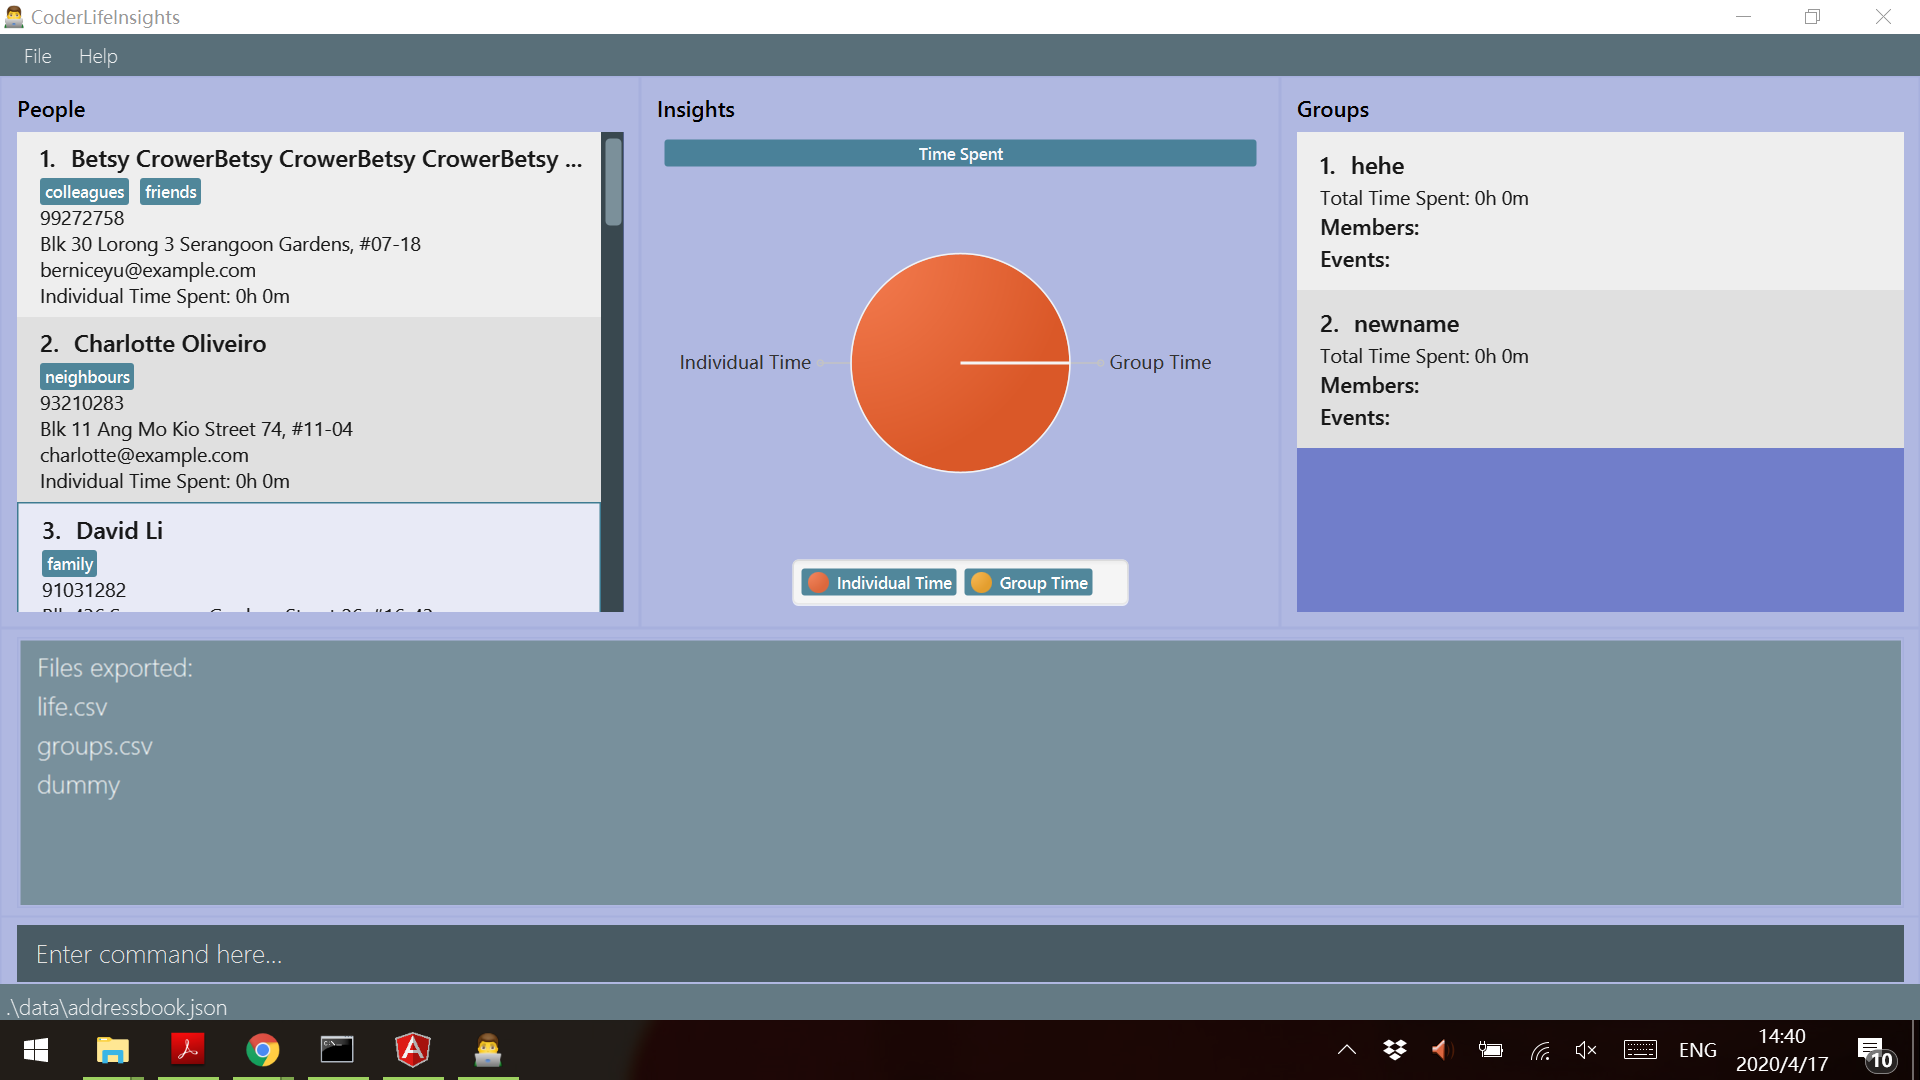 CoderLifeInsights
File Help
People
1. Betsy CrowerBetsy CrowerBetsy CrowerBetsy ...
colleagues friends
99272758
Blk 30 Lorong 3 Serangoon Gardens, #07-18
berniceyu@example.com
Individual Time Spent: 0h 0m
2. Charlotte Oliveiro
neighbours
93210283
Blk 11 Ang Mo Kio Street 74, #11-04
charlotte@example.com
Individual Time Spent: 0h 0m
3. David Li
family
91031282
Insights
Time Spent
Individual Time
Group Time
Individual Time Group Time
Groups
1. hehe
Total Time Spent: 0h 0m
Members:
Events:
2. newname
Total Time Spent: 0h 0m
Members:
Events:
Files exported:
life.csv
groups.csv
dummy
Enter command here...
.\data\addressbook.json
ENG
14:40
2020/4/17
10